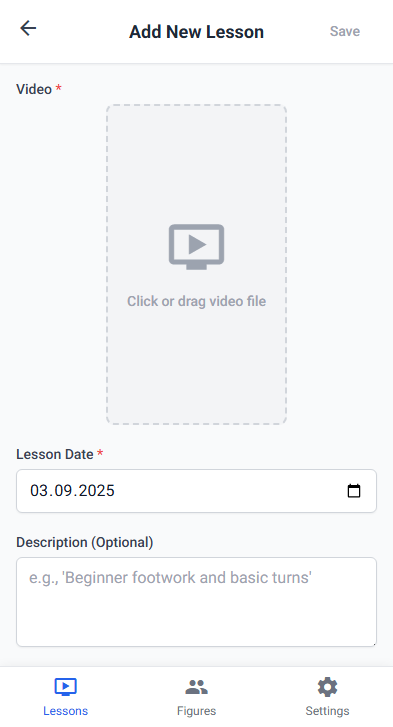 Add New Lesson Save
Video *
Click or drag video file
Lesson Date *
03.09.2025
Description (Optional)
e.g., 'Beginner footwork and basic turns'
Lessons Figures Settings